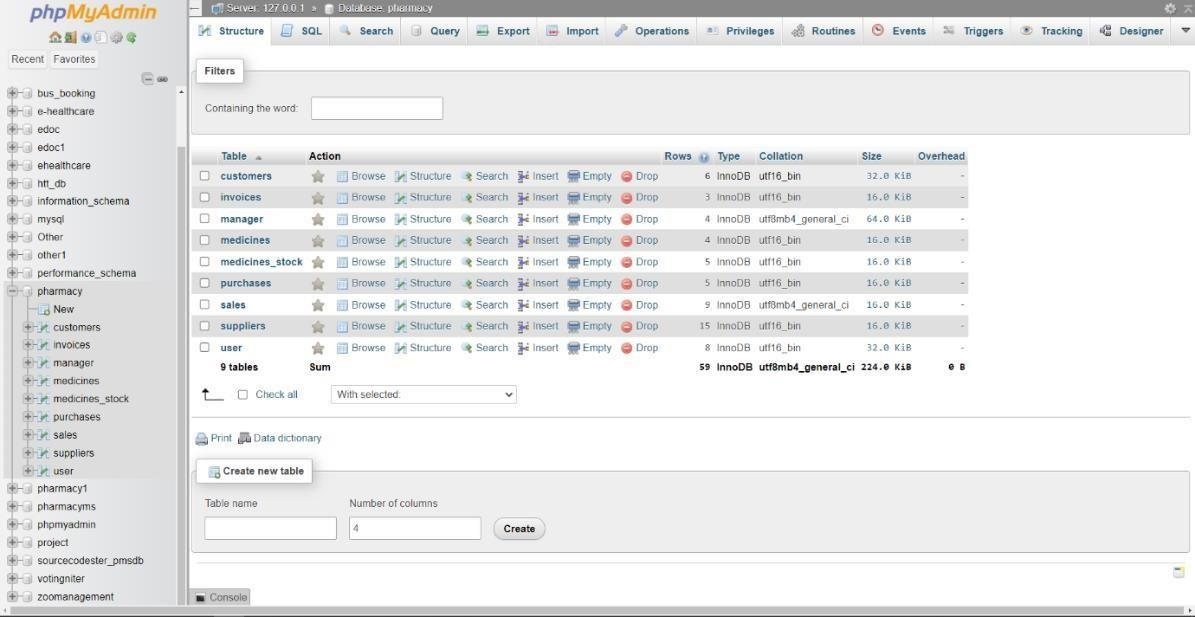 phpMyAdmin
Recent Favorites
bus_booking
e-healthcare
edoc
edoc1
ehealthcare
htt_db
information_schema
mysql
Other
other1
performance_schema
pharmacy
New
customers
invoices
manager
medicines
medicines_stock
purchases
sales
suppliers
user
pharmacy1
pharmacyms
phpmyadmin
project
sourcecodester_pmsdb
votingniter
zoomanagement
Server: 127.0.0.1 » Database: pharmacy
Structure SQL Search Query Export Import Operations Privileges Routines Events Triggers Tracking Designer
Filters
Containing the word:
Table Action Rows Type Collation Size Overhead
customers Browse Structure Search Insert Empty Drop 6 InnoDB utf16_bin 32.0 KiB -
invoices Browse Structure Search Insert Empty Drop 3 InnoDB utf16_bin 16.0 KiB -
manager Browse Structure Search Insert Empty Drop 4 InnoDB utf8mb4_general_ci 64.0 KiB -
medicines Browse Structure Search Insert Empty Drop 4 InnoDB utf16_bin 16.0 KiB -
medicines_stock Browse Structure Search Insert Empty Drop 5 InnoDB utf16_bin 16.0 KiB -
purchases Browse Structure Search Insert Empty Drop 5 InnoDB utf16_bin 16.0 KiB -
sales Browse Structure Search Insert Empty Drop 9 InnoDB utf8mb4_general_ci 16.0 KiB -
suppliers Browse Structure Search Insert Empty Drop 15 InnoDB utf16_bin 16.0 KiB -
user Browse Structure Search Insert Empty Drop 8 InnoDB utf16_bin 32.0 KiB -
9 tables Sum 59 InnoDB utf8mb4_general_ci 224.0 KiB 0 B
Check all With selected:
Print Data dictionary
Create new table
Table name Number of columns
4 Create
Console